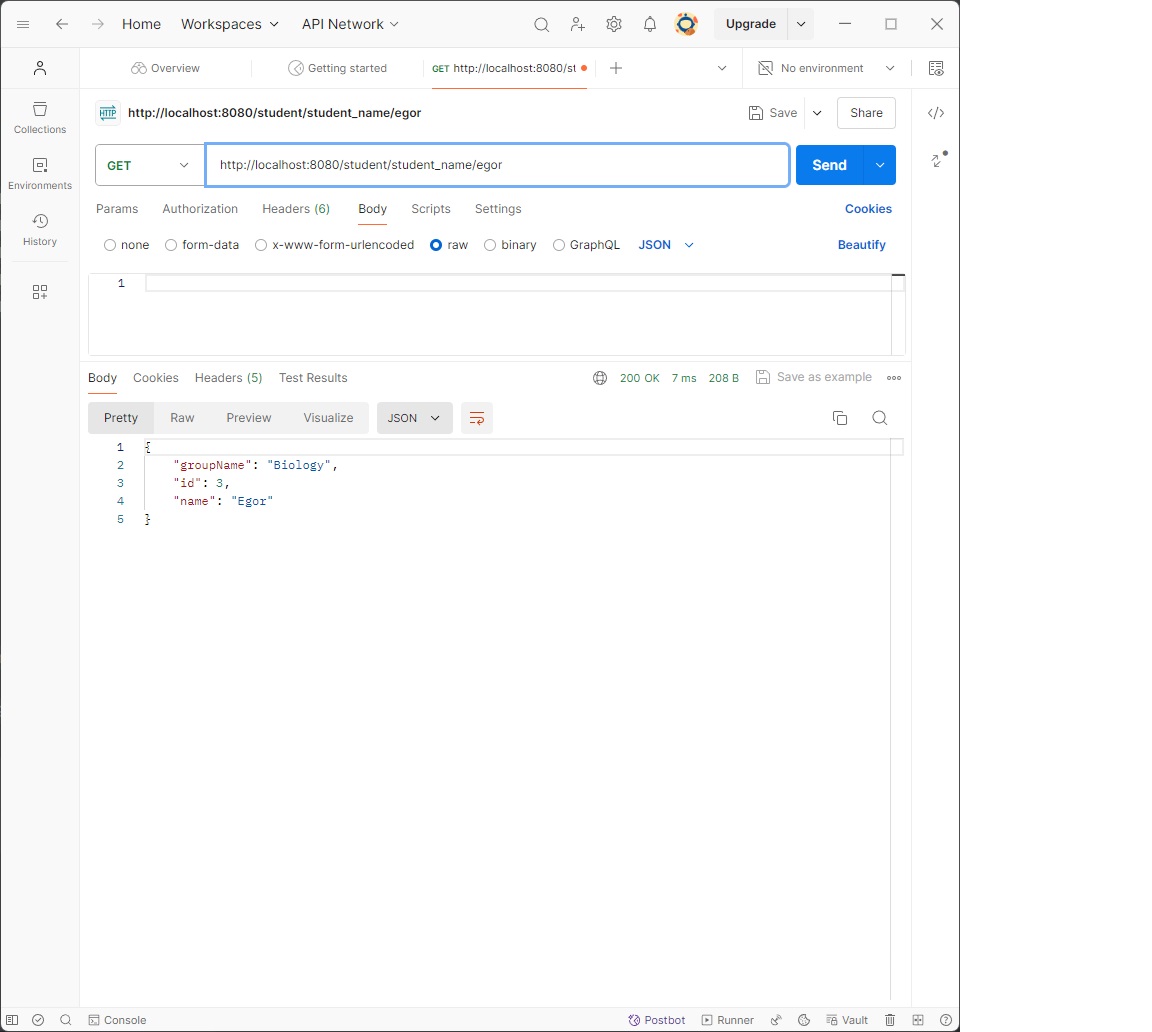 Home Workspaces API Network Upgrade
Overview Getting started GET http://localhost:8080/st No environment
HTTP http://localhost:8080/student/student_name/egor Save Share
Collections
Environments
History
GET http://localhost:8080/student/student_name/egor Send
Params Authorization Headers (6) Body Scripts Settings Cookies
none form-data x-www-form-urlencoded raw binary GraphQL JSON Beautify
1
Body Cookies Headers (5) Test Results 200 OK 7 ms 208 B Save as example
Pretty Raw Preview Visualize JSON
1 {
2 "groupName": "Biology",
3 "id": 3,
4 "name": "Egor"
5 }
Console Postbot Runner Vault